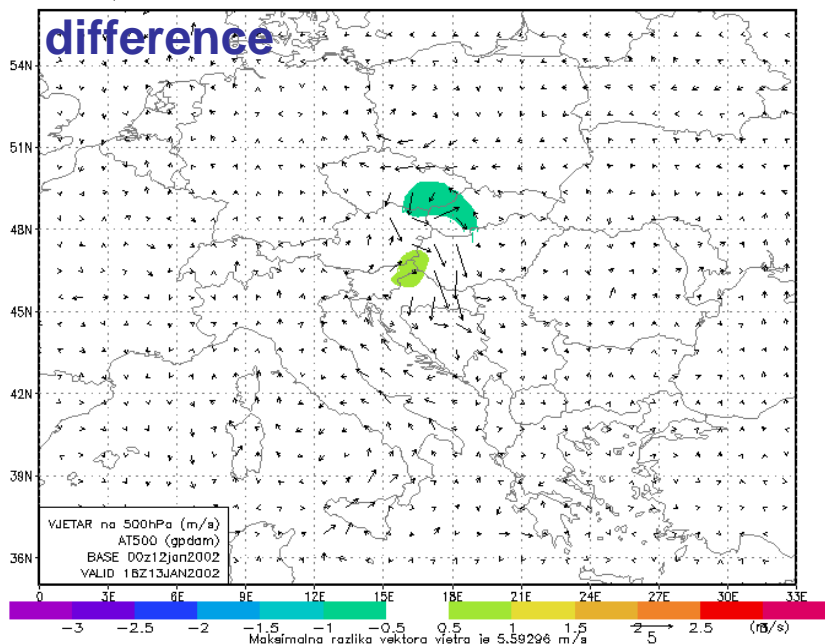 difference
54N
51N
48N
45N
42N
39N
36N
VJETAR na 500hPa (m/s)
AT500 (gpdam)
BASE 00z12jan2002
VALID 18Z13JAN2002
0 3E 6E 9E 12E 15E 18E 21E 24E 27E 30E 33E
-3 -2.5 -2 -1.5 -1 -0.5 0.5 1 1.5 2 2.5 (m/s)
5
Maksimalna razlika vektora vjetra je 5.59296 m/s